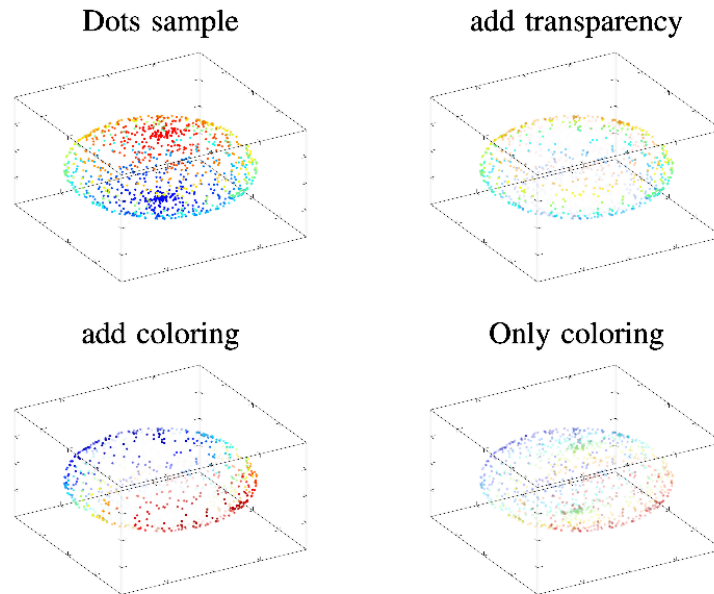 Dots sample
add transparency
add coloring
Only coloring